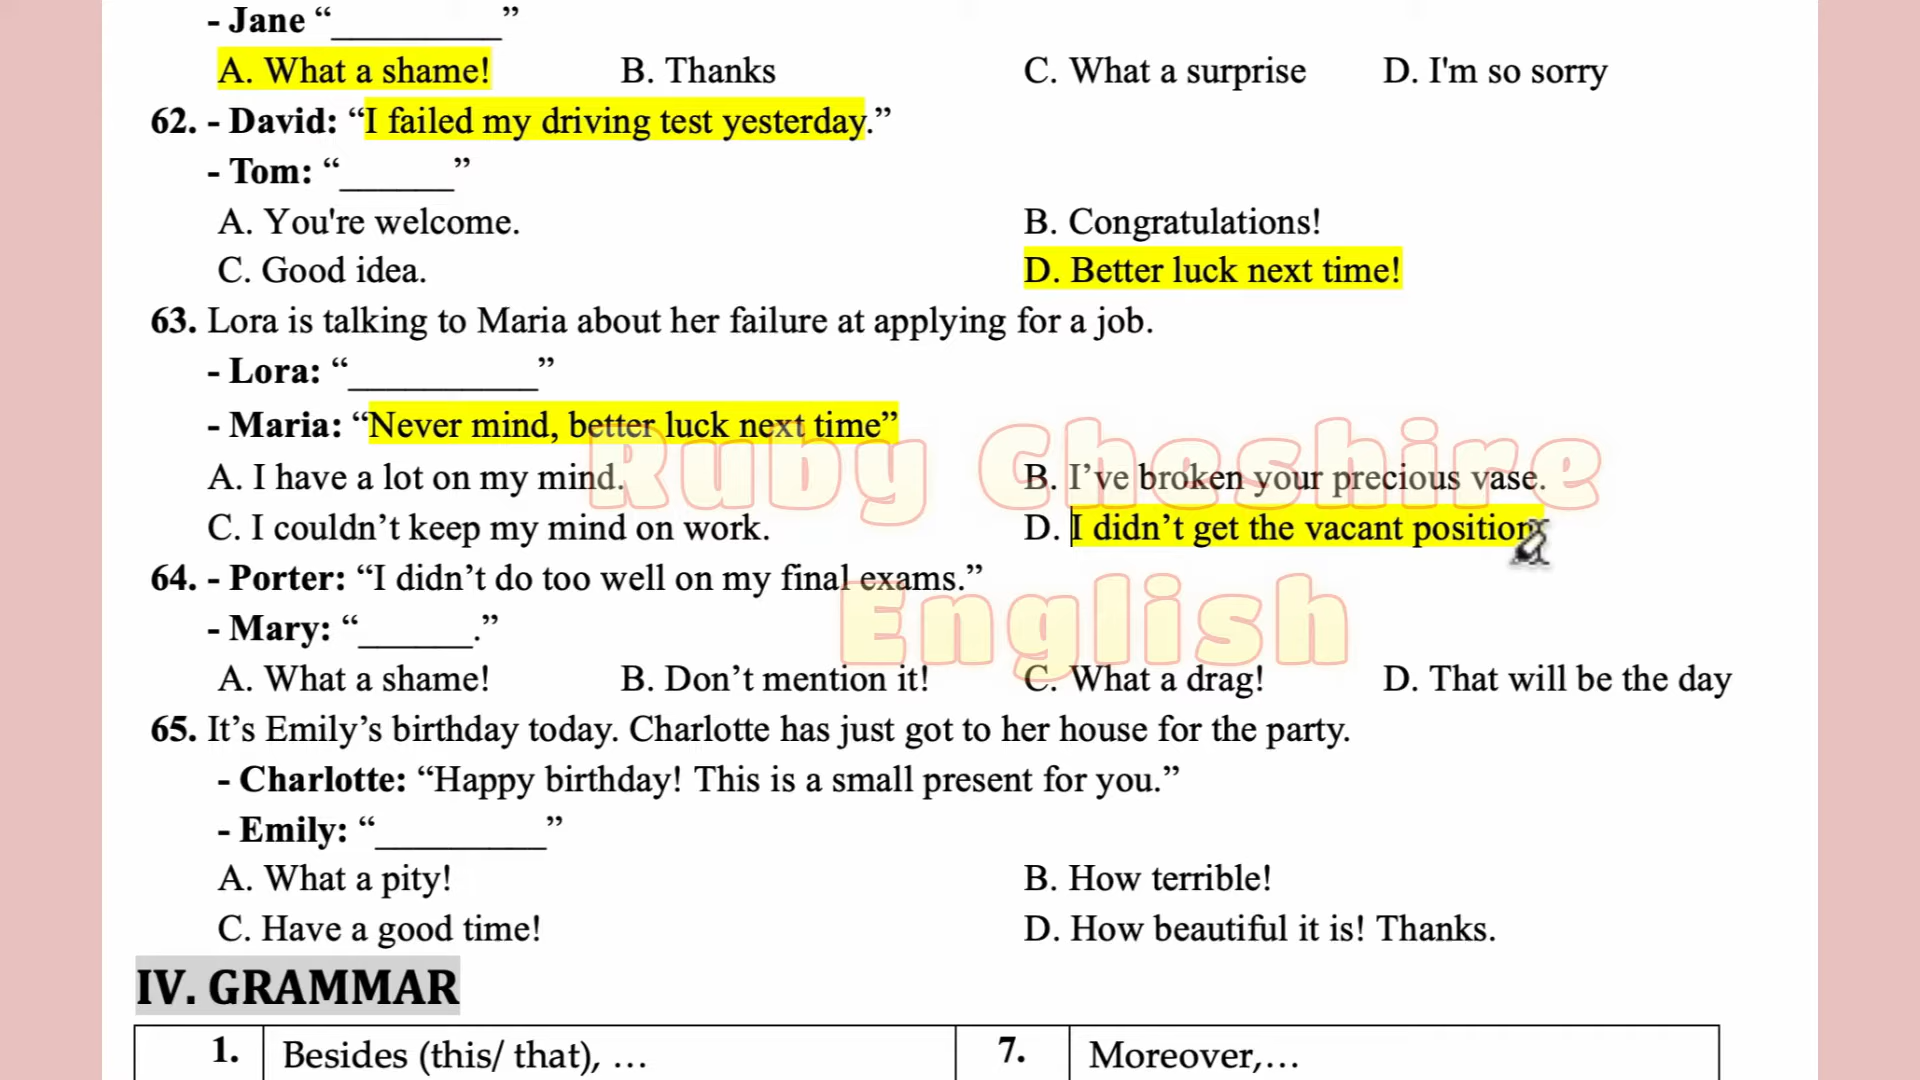 - Jane “_________”
A. What a shame! B. Thanks C. What a surprise D. I'm so sorry
62. - David: “I failed my driving test yesterday.”
- Tom: “______”
A. You're welcome. B. Congratulations!
C. Good idea. D. Better luck next time!
63. Lora is talking to Maria about her failure at applying for a job.
- Lora: “__________”
- Maria: “Never mind, better luck next time”
Ruby Cheshire
A. I have a lot on my mind. B. I’ve broken your precious vase.
C. I couldn’t keep my mind on work. D. I didn’t get the vacant position
64. - Porter: “I didn’t do too well on my final exams.”
English
- Mary: “______.”
A. What a shame! B. Don’t mention it! C. What a drag! D. That will be the day
65. It’s Emily’s birthday today. Charlotte has just got to her house for the party.
- Charlotte: “Happy birthday! This is a small present for you.”
- Emily: “_________”
A. What a pity! B. How terrible!
C. Have a good time! D. How beautiful it is! Thanks.
IV. GRAMMAR
1. Besides (this/ that), … 7. Moreover,…